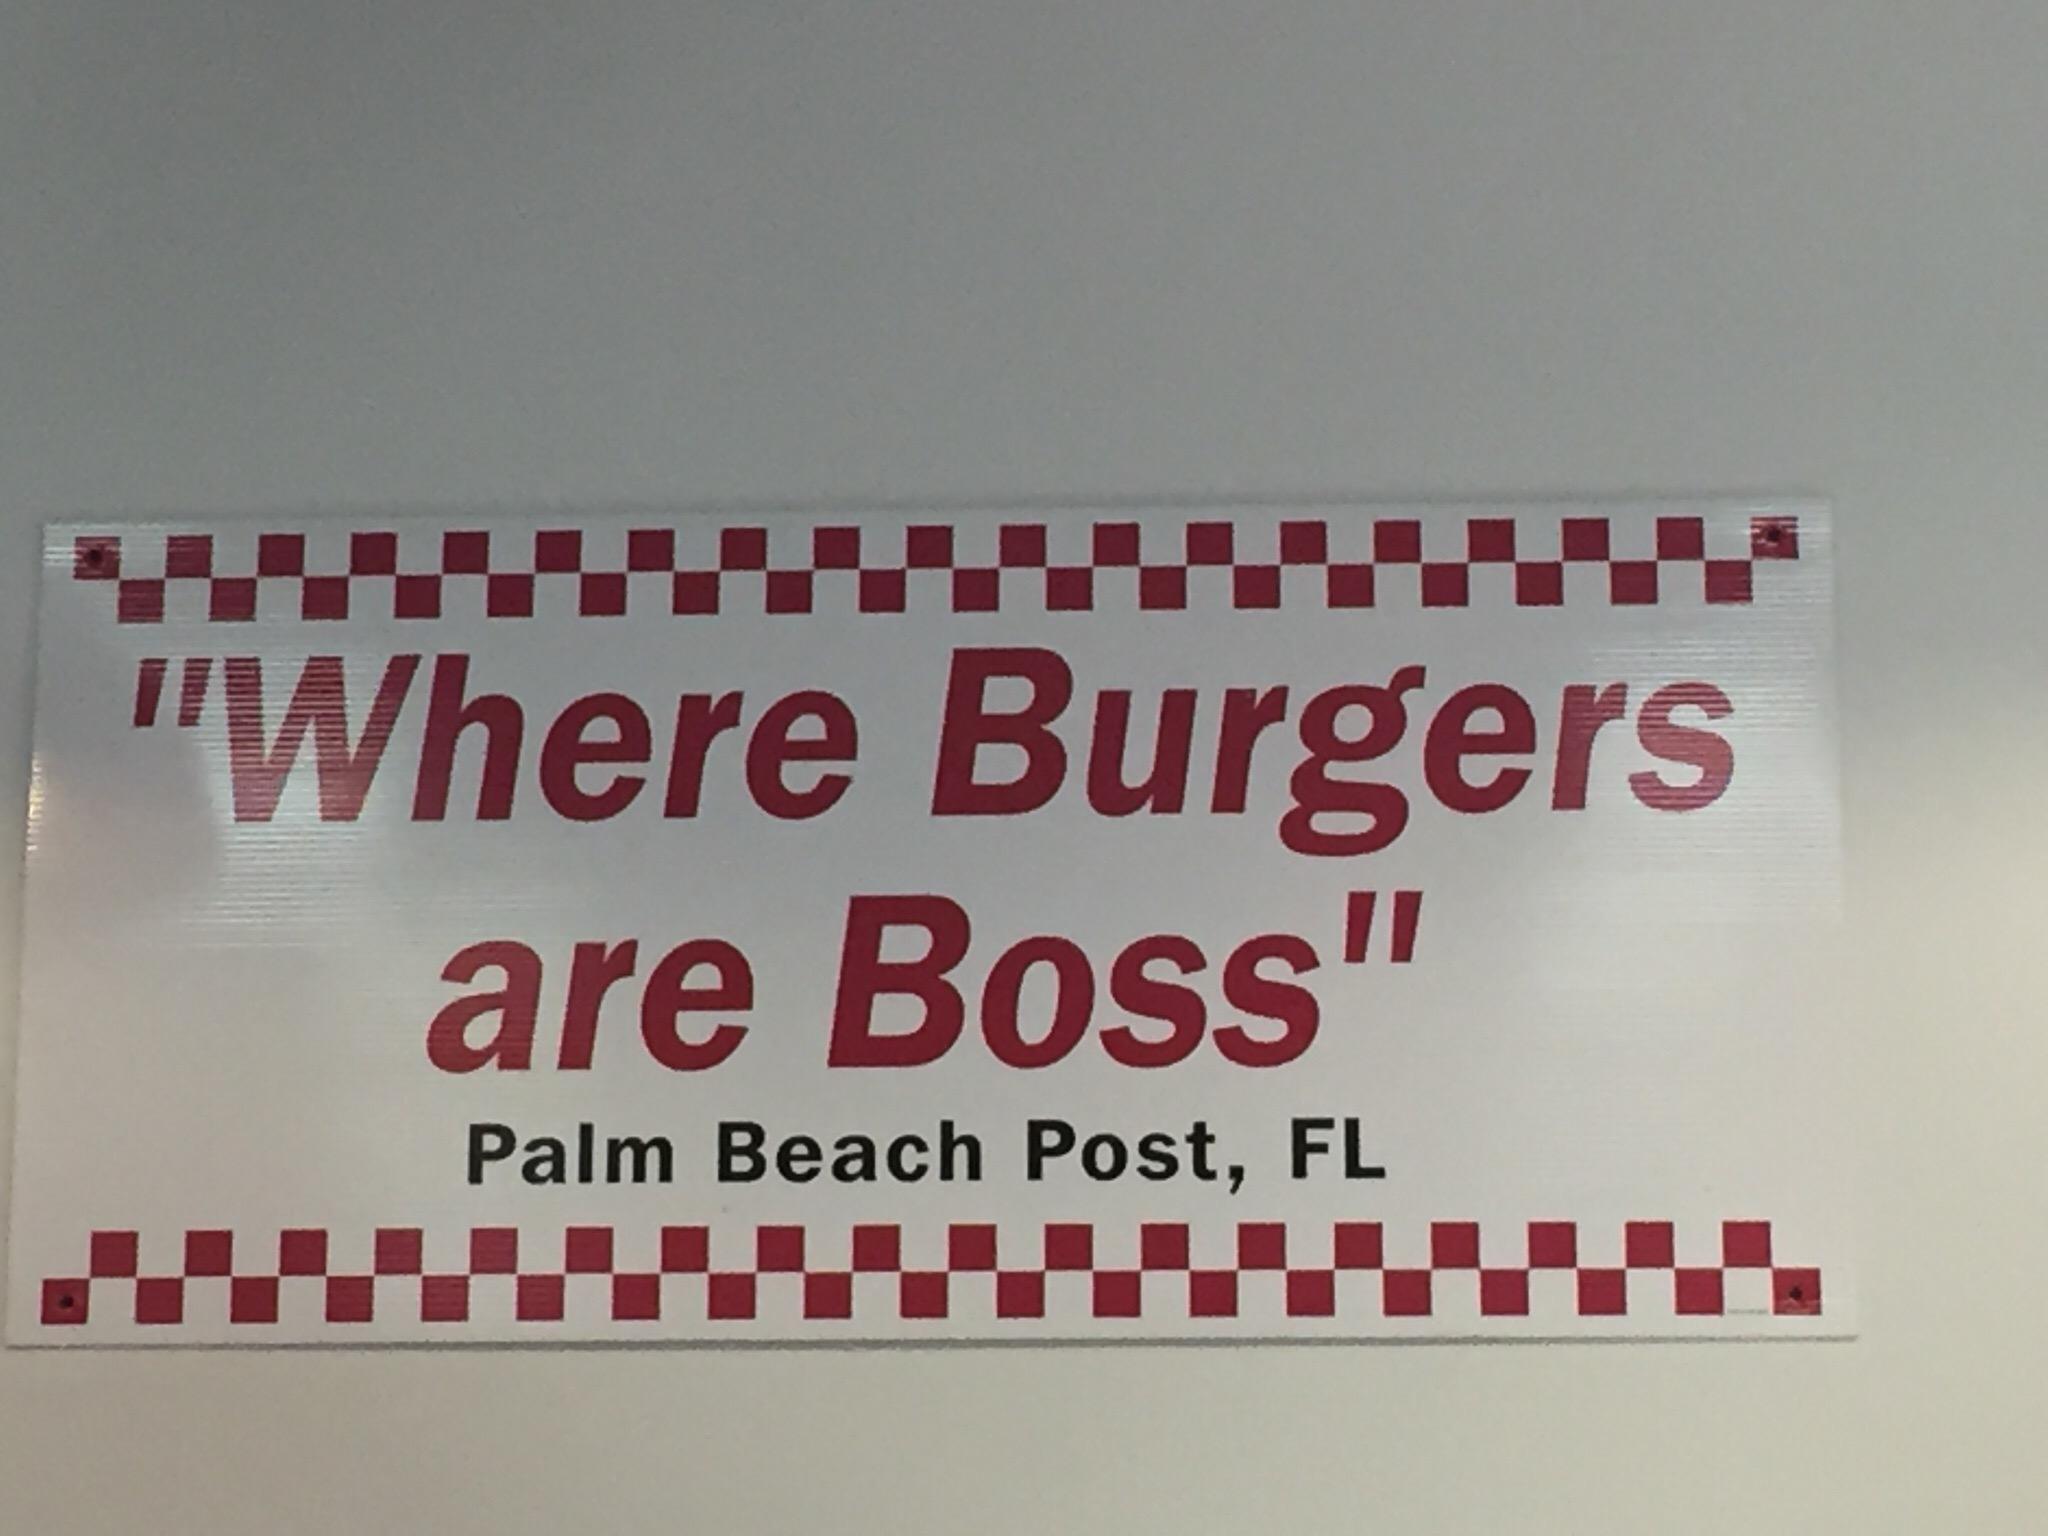 "Where Burgers
are Boss"
Palm Beach Post, FL